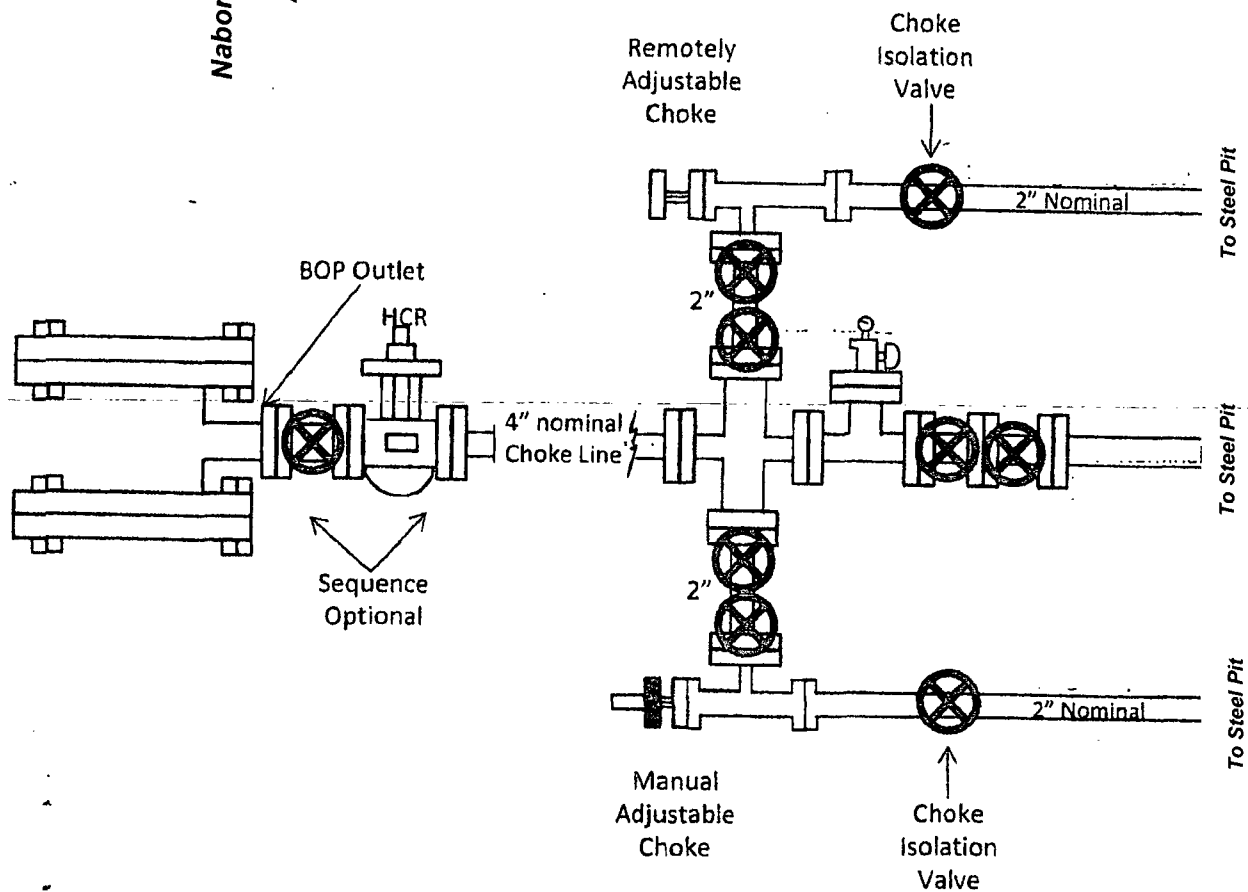 Choke
Isolation
Valve
Remotely
Adjustable
Choke
To Steel Pit
2" Nominal
BOP Outlet
2"
HCR
4" nominal
Choke Line
To Steel Pit
Sequence
Optional
2"
2" Nominal
To Steel Pit
Manual
Adjustable
Choke
Choke
Isolation
Valve